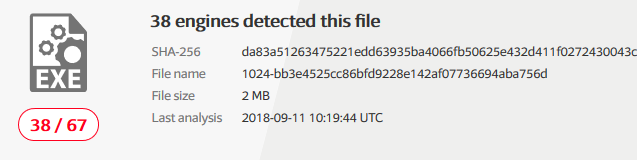 38 engines detected this file
EXE
SHA-256 da83a51263475221edd63935ba4066fb50625e432d411f0272430043c
File name 1024-bb3e4525cc86bfd9228e142af07736694aba756d
File size 2 MB
38 / 67
Last analysis 2018-09-11 10:19:44 UTC